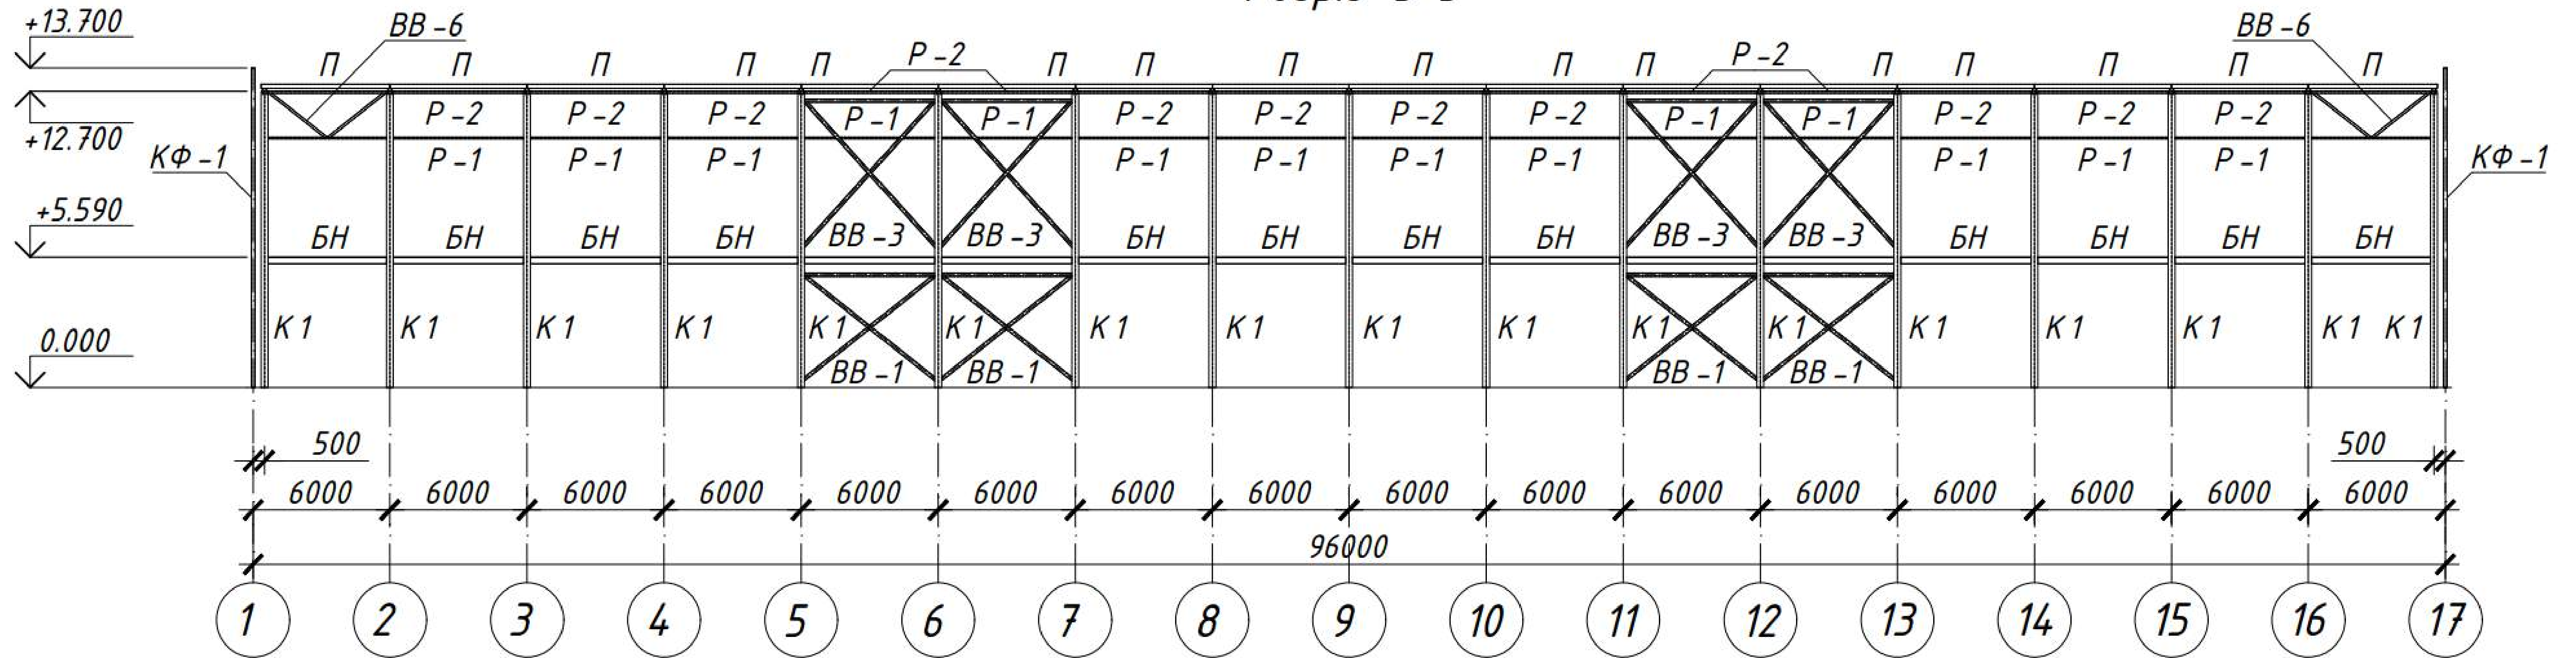 +13.700 ВВ-6 ВВ-6
П П П П П Р-2 П П П П П П Р-2 П П П П П
+12.700 Р-2 Р-2 Р-2 Р-1 Р-1 Р-2 Р-2 Р-2 Р-2 Р-1 Р-1 Р-2 Р-2 Р-2
КФ-1 Р-1 Р-1 Р-1 Р-1 Р-1 Р-1 Р-1 Р-1 Р-1 Р-1 КФ-1
+5.590 БН БН БН БН ВВ-3 ВВ-3 БН БН БН БН ВВ-3 ВВ-3 БН БН БН БН
0.000 К1 К1 К1 К1 К1 К1 К1 К1 К1 К1 К1 К1 К1 К1 К1 К1 К1
ВВ-1 ВВ-1 ВВ-1 ВВ-1
500 500
6000 6000 6000 6000 6000 6000 6000 6000 6000 6000 6000 6000 6000 6000 6000 6000
96000
1 2 3 4 5 6 7 8 9 10 11 12 13 14 15 16 17